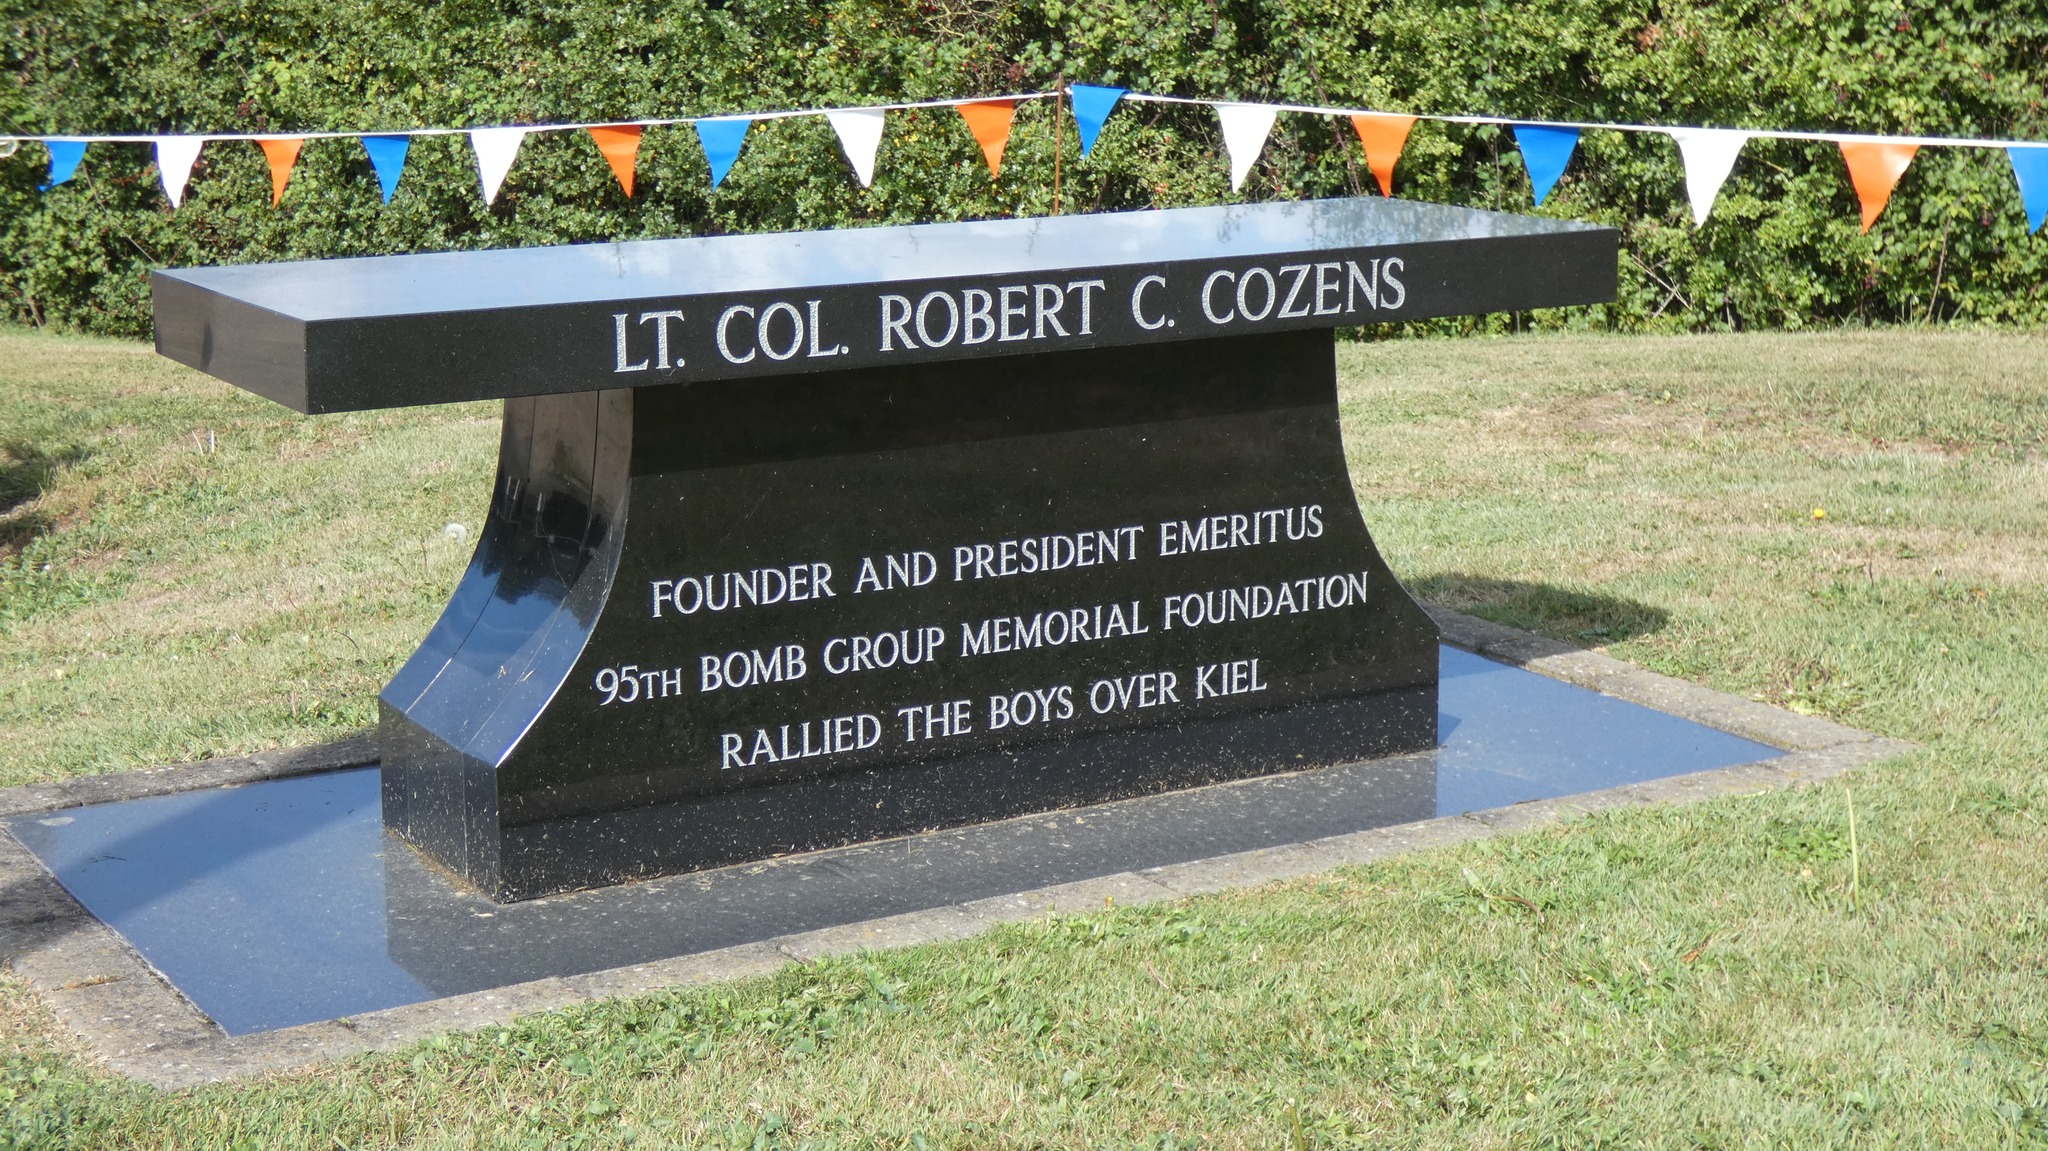 LT. COL. ROBERT C. COZENS
FOUNDER AND PRESIDENT EMERITUS
95TH BOMB GROUP MEMORIAL FOUNDATION
RALLIED THE BOYS OVER KIEL